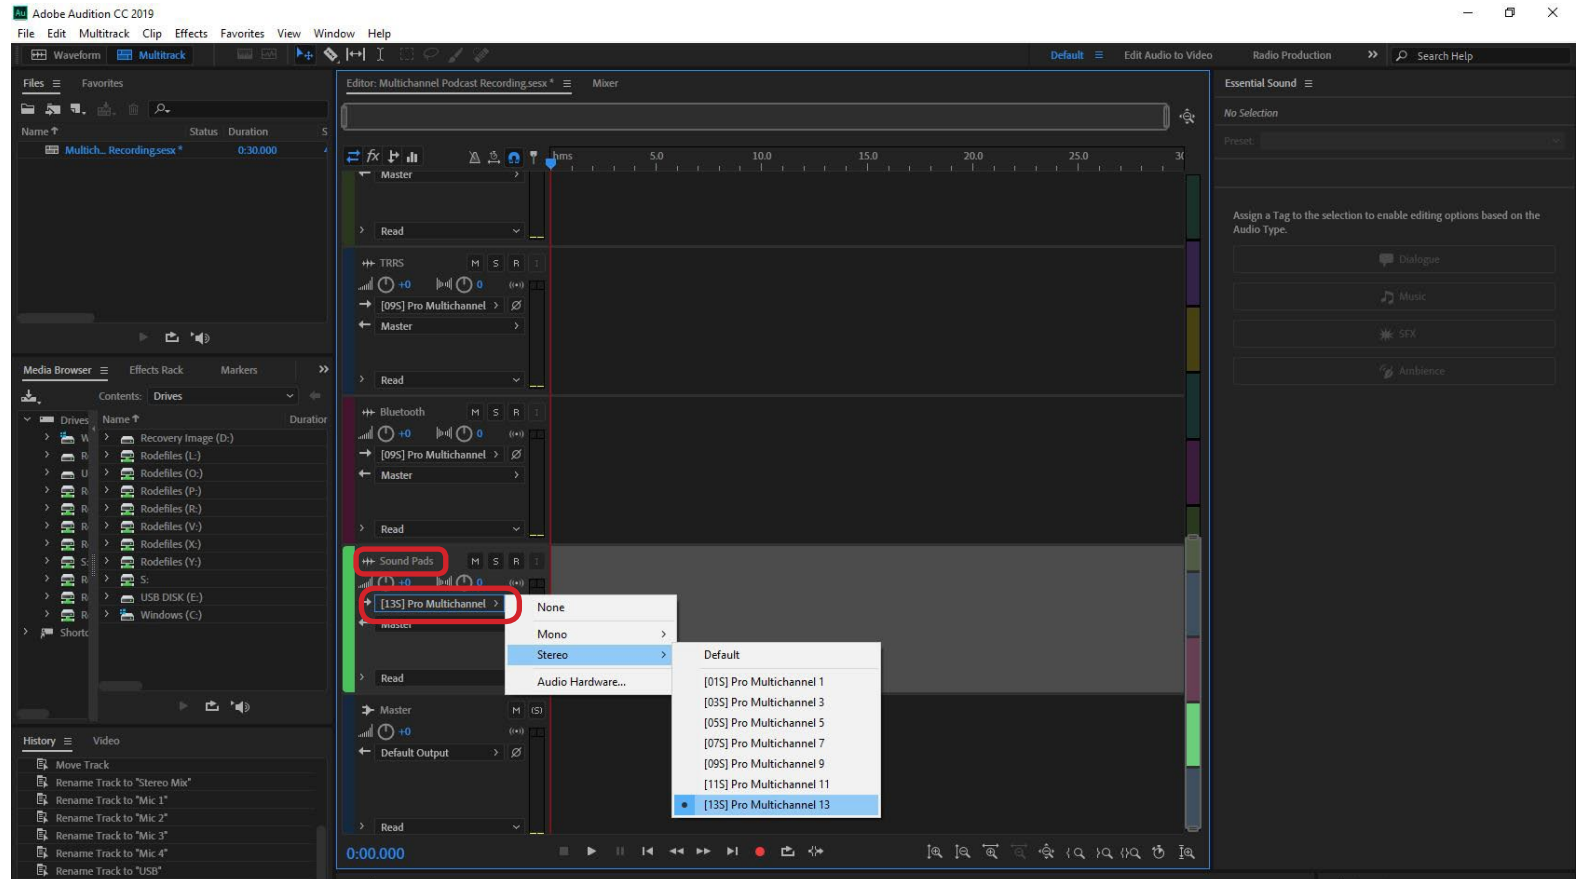 Au Adobe Audition CC 2019
File Edit Multitrack Clip Effects Favorites View Window Help
Waveform Multitrack
Default Edit Audio to Video Radio Production Search Help
Files Favorites
Name Status Duration S
Multich... Recording.sesx * 0:30.000
Editor: Multichannel Podcast Recording.sesx * Mixer
hms 5.0 10.0 15.0 20.0 25.0 30
fx
Master
Read
TRRS M S R I
+0 0
[09S] Pro Multichannel
Master
Read
Bluetooth M S R I
+0 0
[09S] Pro Multichannel
Master
Read
Sound Pads M S R I
+0 0
[13S] Pro Multichannel
Master
Read
Master M (S)
+0
Default Output
Read
0:00.000
None
Mono
Stereo
Audio Hardware...
Default
[01S] Pro Multichannel 1
[03S] Pro Multichannel 3
[05S] Pro Multichannel 5
[07S] Pro Multichannel 7
[09S] Pro Multichannel 9
[11S] Pro Multichannel 11
[13S] Pro Multichannel 13
Media Browser Effects Rack Markers
Contents: Drives
Drives Name Duration
W Recovery Image (D:)
R Rodefiles (L:)
U Rodefiles (O:)
R Rodefiles (P:)
R Rodefiles (R:)
R Rodefiles (V:)
R Rodefiles (X:)
S: Rodefiles (Y:)
R S:
R USB DISK (E:)
R Windows (C:)
Shortc
History Video
Move Track
Rename Track to "Stereo Mix"
Rename Track to "Mic 1"
Rename Track to "Mic 2"
Rename Track to "Mic 3"
Rename Track to "Mic 4"
Rename Track to "USB"
Essential Sound
No Selection
Preset:
Assign a Tag to the selection to enable editing options based on the
Audio Type.
Dialogue
Music
SFX
Ambience